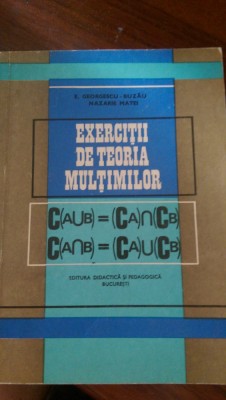 E. GEORGESCU-BUZĂU
NAZARIE MATEI
EXERCIȚII
DE TEORIA
MULȚIMILOR
C(A∪B) = (CA)∩(CB)
C(A∩B) = (CA)∪(CB)
EDITURA DIDACTICĂ ȘI PEDAGOGICĂ
BUCUREȘTI